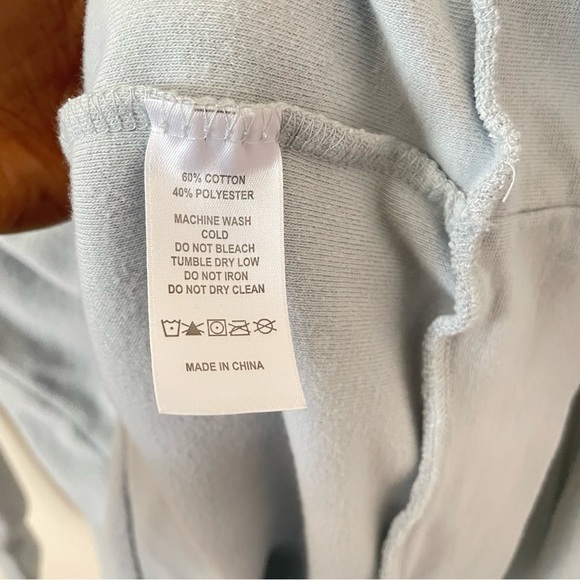 60% COTTON
40% POLYESTER
MACHINE WASH
COLD
DO NOT BLEACH
TUMBLE DRY LOW
DO NOT IRON
DO NOT DRY CLEAN
MADE IN CHINA